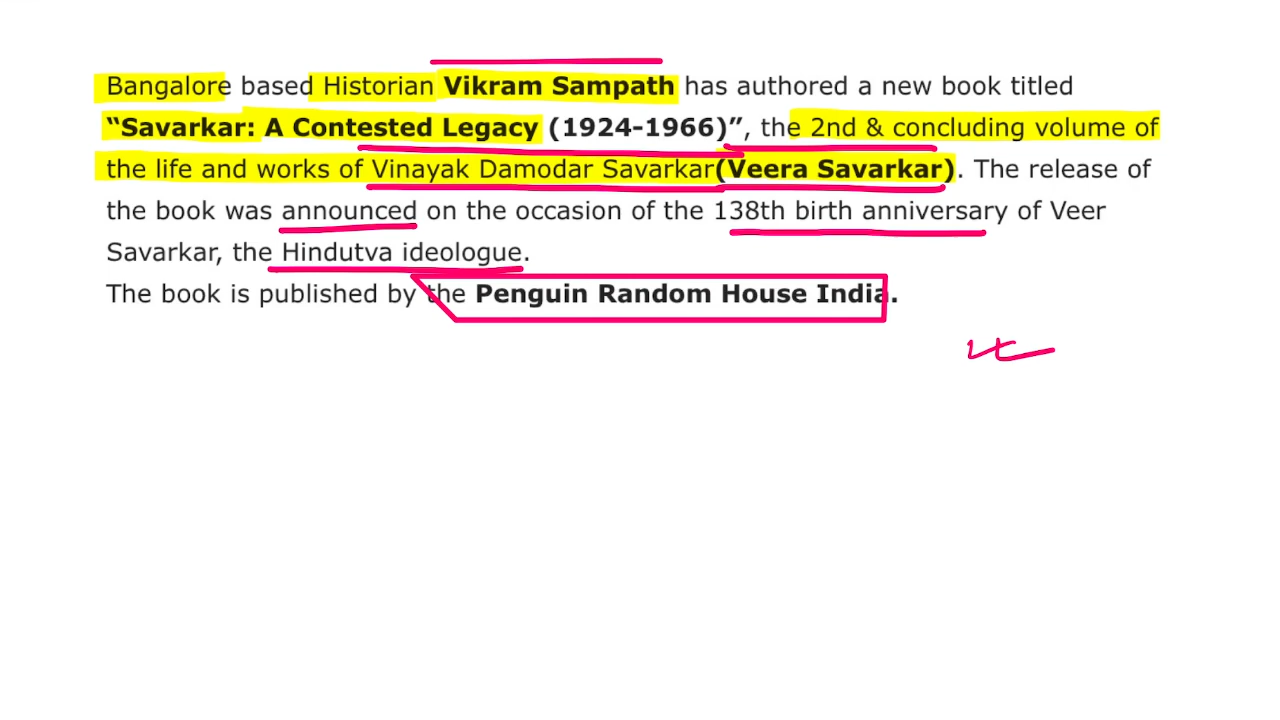 Bangalore based Historian Vikram Sampath has authored a new book titled
“Savarkar: A Contested Legacy (1924-1966)”, the 2nd & concluding volume of
the life and works of Vinayak Damodar Savarkar(Veera Savarkar). The release of
the book was announced on the occasion of the 138th birth anniversary of Veer
Savarkar, the Hindutva ideologue.
The book is published by the Penguin Random House India.